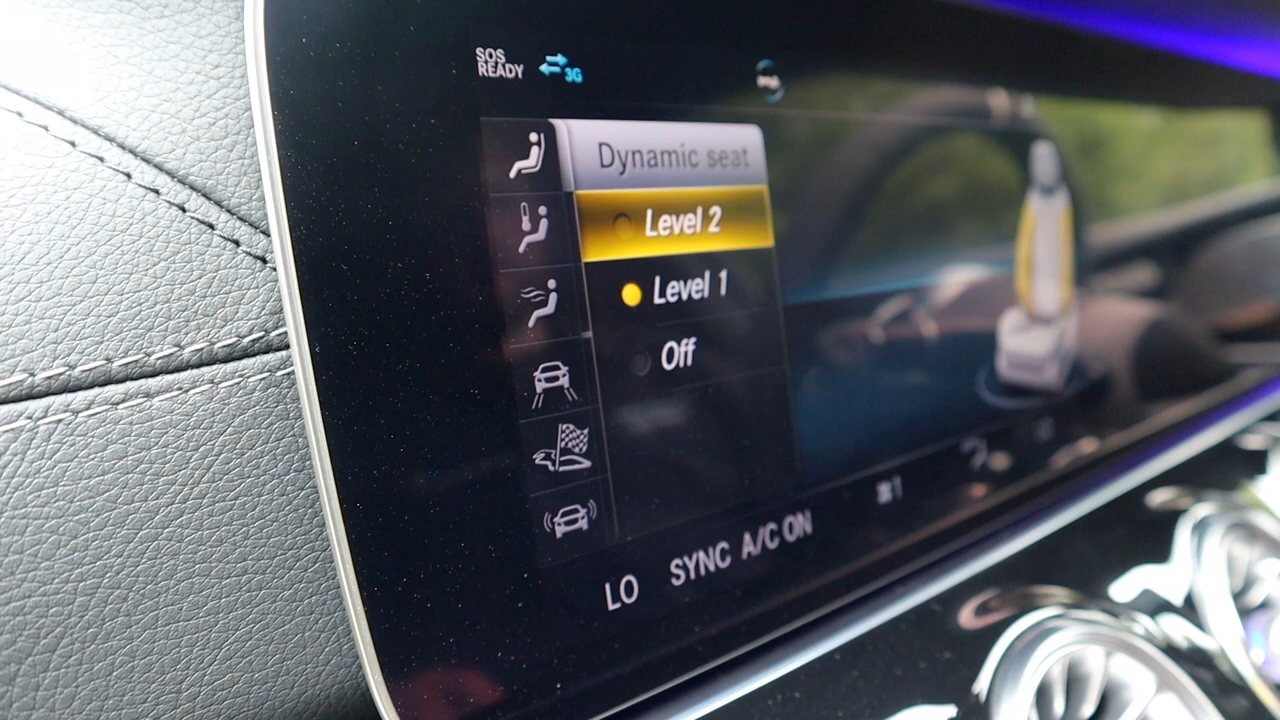 SOS
READY
3G
Dynamic seat
Level 2
Level 1
Off
LO SYNC A/C ON